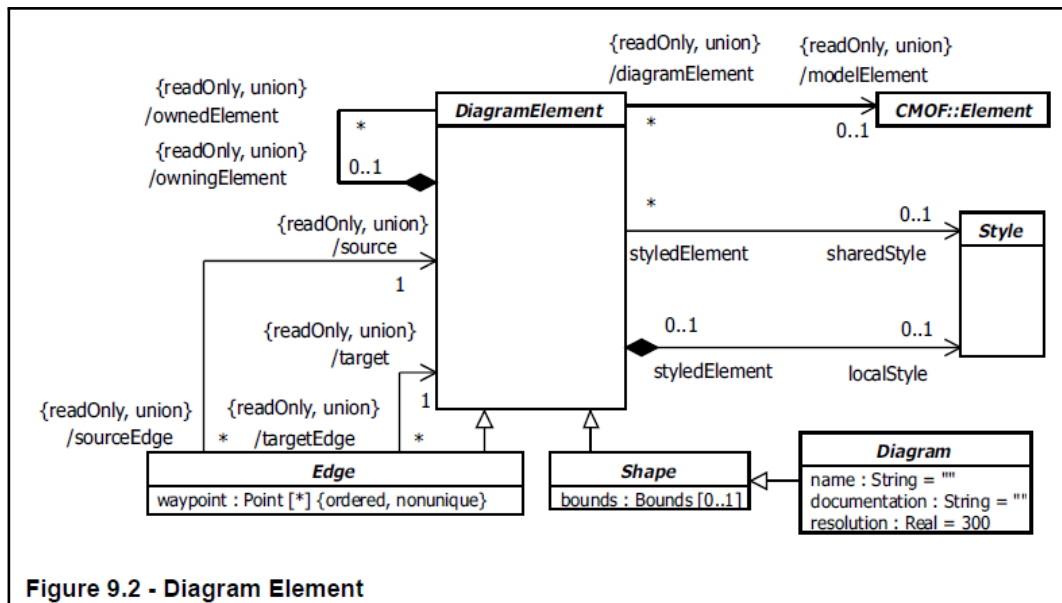 {readOnly, union}
/diagramElement
{readOnly, union}
/modelElement
{readOnly, union}
/ownedElement
*
DiagramElement
*
0..1
CMOF::Element
{readOnly, union}
/owningElement
0..1
*
0..1
styledElement
sharedStyle
Style
{readOnly, union}
/source
1
0..1
0..1
styledElement
localStyle
{readOnly, union}
/target
1
{readOnly, union}
/sourceEdge
*
{readOnly, union}
/targetEdge
*
Edge
waypoint : Point [*] {ordered, nonunique}
Shape
bounds : Bounds [0..1]
Diagram
name : String = ""
documentation : String = ""
resolution : Real = 300
Figure 9.2 - Diagram Element